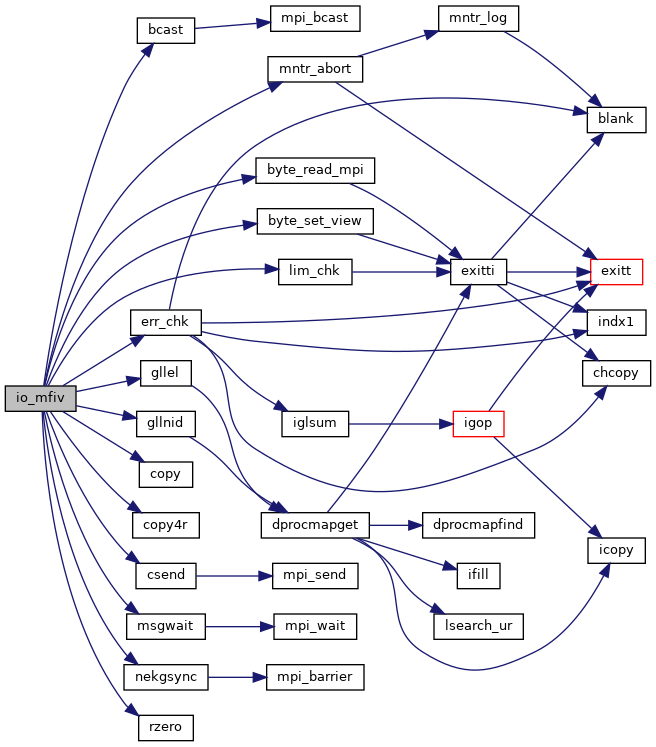 bcast
mpi_bcast
mntr_log
mntr_abort
blank
byte_read_mpi
byte_set_view
lim_chk
exitti
exitt
err_chk
indx1
gllel
chcopy
io_mfiv
gllnid
iglsum
igop
copy
copy4r
dprocmapget
dprocmapfind
icopy
csend
mpi_send
ifill
msgwait
mpi_wait
lsearch_ur
nekgsync
mpi_barrier
rzero